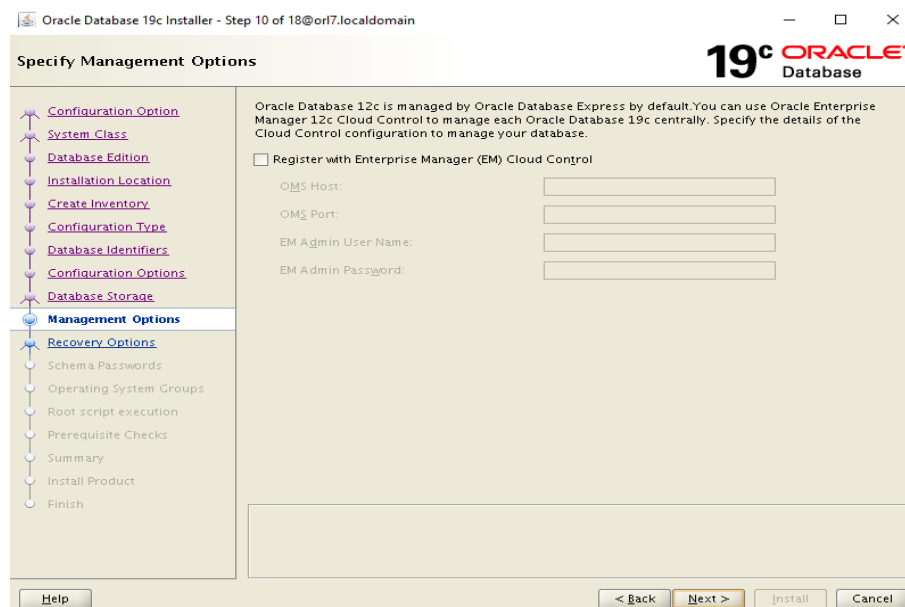 Oracle Database 19c Installer - Step 10 of 18@orl7.localdomain
Specify Management Options
19c ORACLE
Database
Configuration Option
System Class
Database Edition
Installation Location
Create Inventory
Configuration Type
Database Identifiers
Configuration Options
Database Storage
Management Options
Recovery Options
Schema Passwords
Operating System Groups
Root script execution
Prerequisite Checks
Summary
Install Product
Finish
Oracle Database 12c is managed by Oracle Database Express by default.You can use Oracle Enterprise
Manager 12c Cloud Control to manage each Oracle Database 19c centrally. Specify the details of the
Cloud Control configuration to manage your database.
Register with Enterprise Manager (EM) Cloud Control
OMS Host:
OMS Port:
EM Admin User Name:
EM Admin Password:
Help
< Back
Next >
Install
Cancel